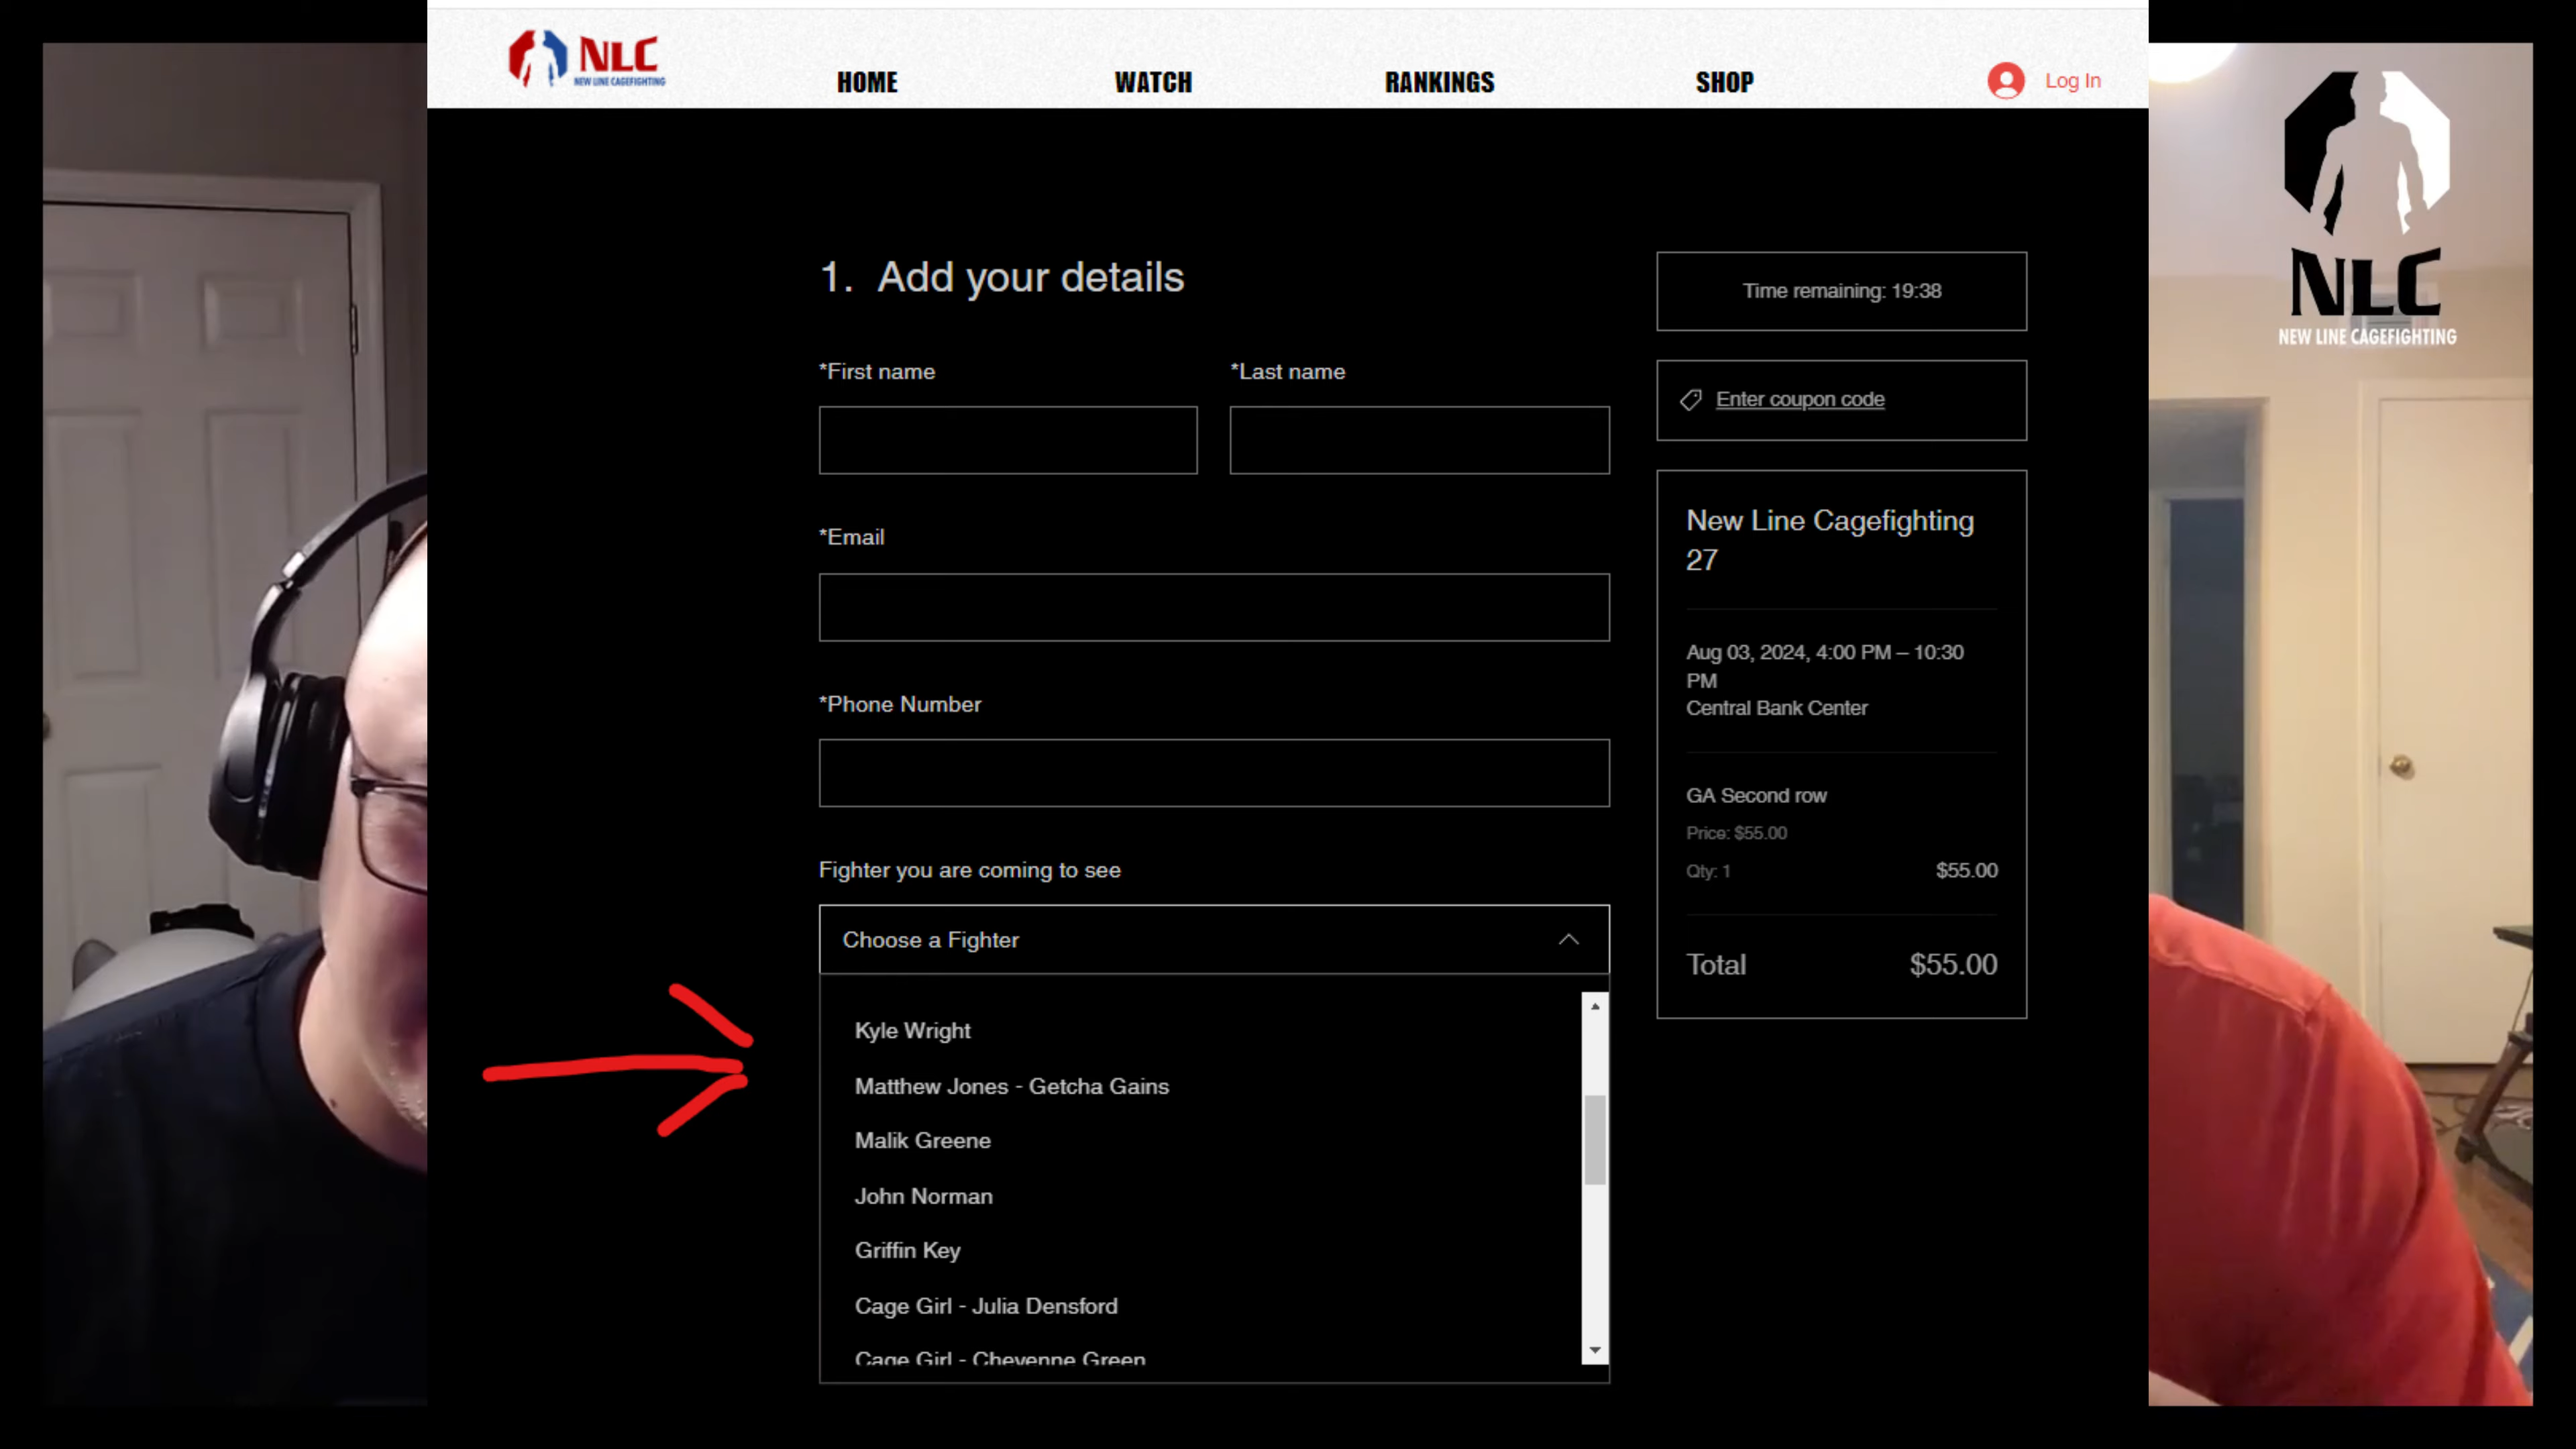 NLC
NEW LINE CAGEFIGHTING
HOME
WATCH
RANKINGS
SHOP
Log In
NLC
NEW LINE CAGEFIGHTING
1. Add your details
*First name
*Last name
*Email
*Phone Number
Fighter you are coming to see
Choose a Fighter
Kyle Wright
Matthew Jones - Getcha Gains
Malik Greene
John Norman
Griffin Key
Cage Girl - Julia Densford
Cage Girl - Cheyenne Green
Time remaining: 19:38
Enter coupon code
New Line Cagefighting
27
Aug 03, 2024, 4:00 PM – 10:30
PM
Central Bank Center
GA Second row
Price: $55.00
Qty: 1 $55.00
Total $55.00